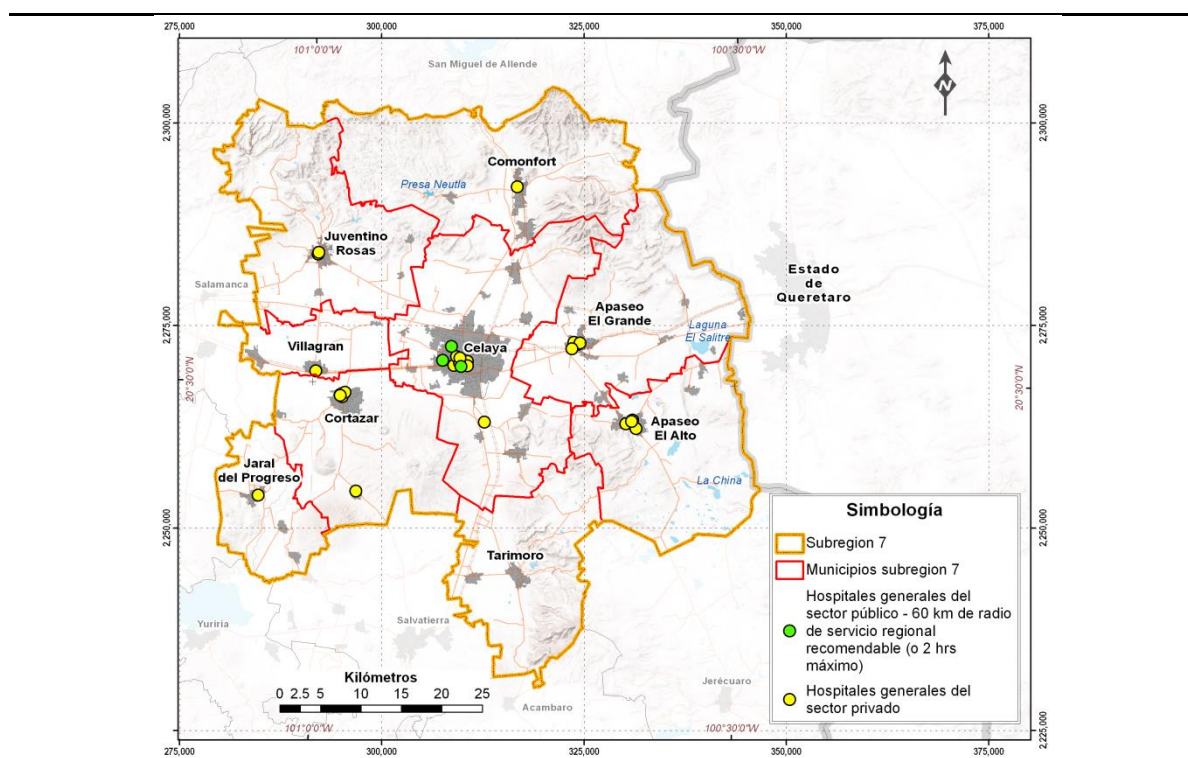 275,000 300,000 325,000 350,000 375,000
101°0'0"W 100°30'0"W
San Miguel de Allende
N
2,300,000 2,300,000
Comonfort
Presa Neutla
Juventino
Rosas
Salamanca
Estado
de
Queretaro
Apaseo
El Grande
Laguna
El Salitre
2,275,000 2,275,000
Villagran
Celaya
20°30'0"N 20°30'0"N
Cortazar
Apaseo
El Alto
Jaral
del Progreso
La China
2,250,000 2,250,000
Tarimoro
Yuriria
Salvatierra
Jerécuaro
Acambaro
Kilómetros
0 2.5 5 10 15 20 25
Simbología
Subregion 7
Municipios subregion 7
Hospitales generales del
sector público - 60 km de radio
de servicio regional
recomendable (o 2 hrs
máximo)
Hospitales generales del
sector privado
101°0'0"W 100°30'0"W
2,225,000 2,225,000
275,000 300,000 325,000 350,000 375,000